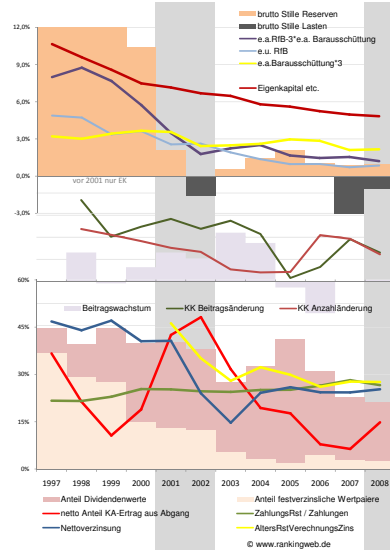 brutto Stille Reserven
brutto Stille Lasten
e.a.RfB-3*e.a. Barausschüttung
e.u. RfB
e.a.Barausschüttung*3
Eigenkapital etc.
12,0%
9,0%
6,0%
3,0%
0,0%
vor 2001 nur EK
-3,0%
60%
Beitragswachstum
KK Beitragsänderung
KK Anzahländerung
45%
30%
15%
0%
1997 1998 1999 2000 2001 2002 2003 2004 2005 2006 2007 2008
Anteil Dividendenwerte
Anteil festverzinsliche Wertpaiere
netto Anteil KA-Ertrag aus Abgang
ZahlungsRst / Zahlungen
Nettoverzinsung
AltersRstVerechnungsZins
© www.rankingweb.de